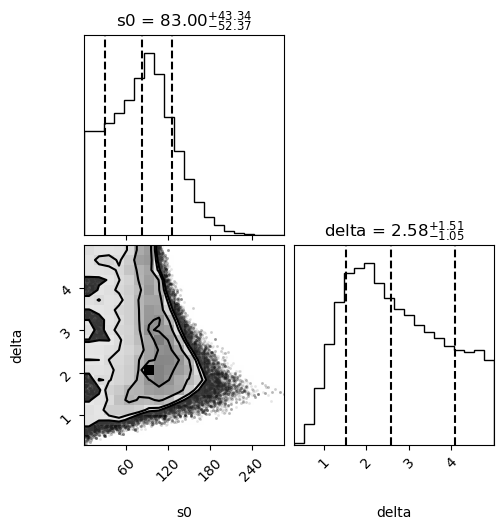 s0 = 83.00+43.34−52.37
delta = 2.58+1.51−1.05
delta
4
3
2
1
60
120
180
240
s0
1
2
3
4
delta